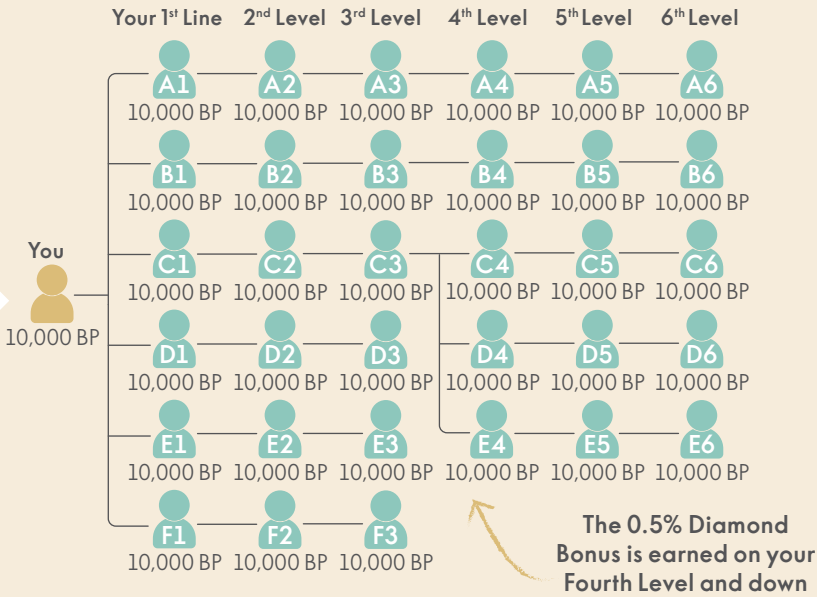 Your 1st Line 2nd Level 3rd Level 4th Level 5th Level 6th Level
A1 A2 A3 A4 A5 A6
10,000 BP 10,000 BP 10,000 BP 10,000 BP 10,000 BP 10,000 BP
B1 B2 B3 B4 B5 B6
10,000 BP 10,000 BP 10,000 BP 10,000 BP 10,000 BP 10,000 BP
You
C1 C2 C3 C4 C5 C6
10,000 BP 10,000 BP 10,000 BP 10,000 BP 10,000 BP 10,000 BP
10,000 BP
D1 D2 D3 D4 D5 D6
10,000 BP 10,000 BP 10,000 BP 10,000 BP 10,000 BP 10,000 BP
E1 E2 E3 E4 E5 E6
10,000 BP 10,000 BP 10,000 BP 10,000 BP 10,000 BP 10,000 BP
F1 F2 F3
10,000 BP 10,000 BP 10,000 BP
The 0.5% Diamond
Bonus is earned on your
Fourth Level and down